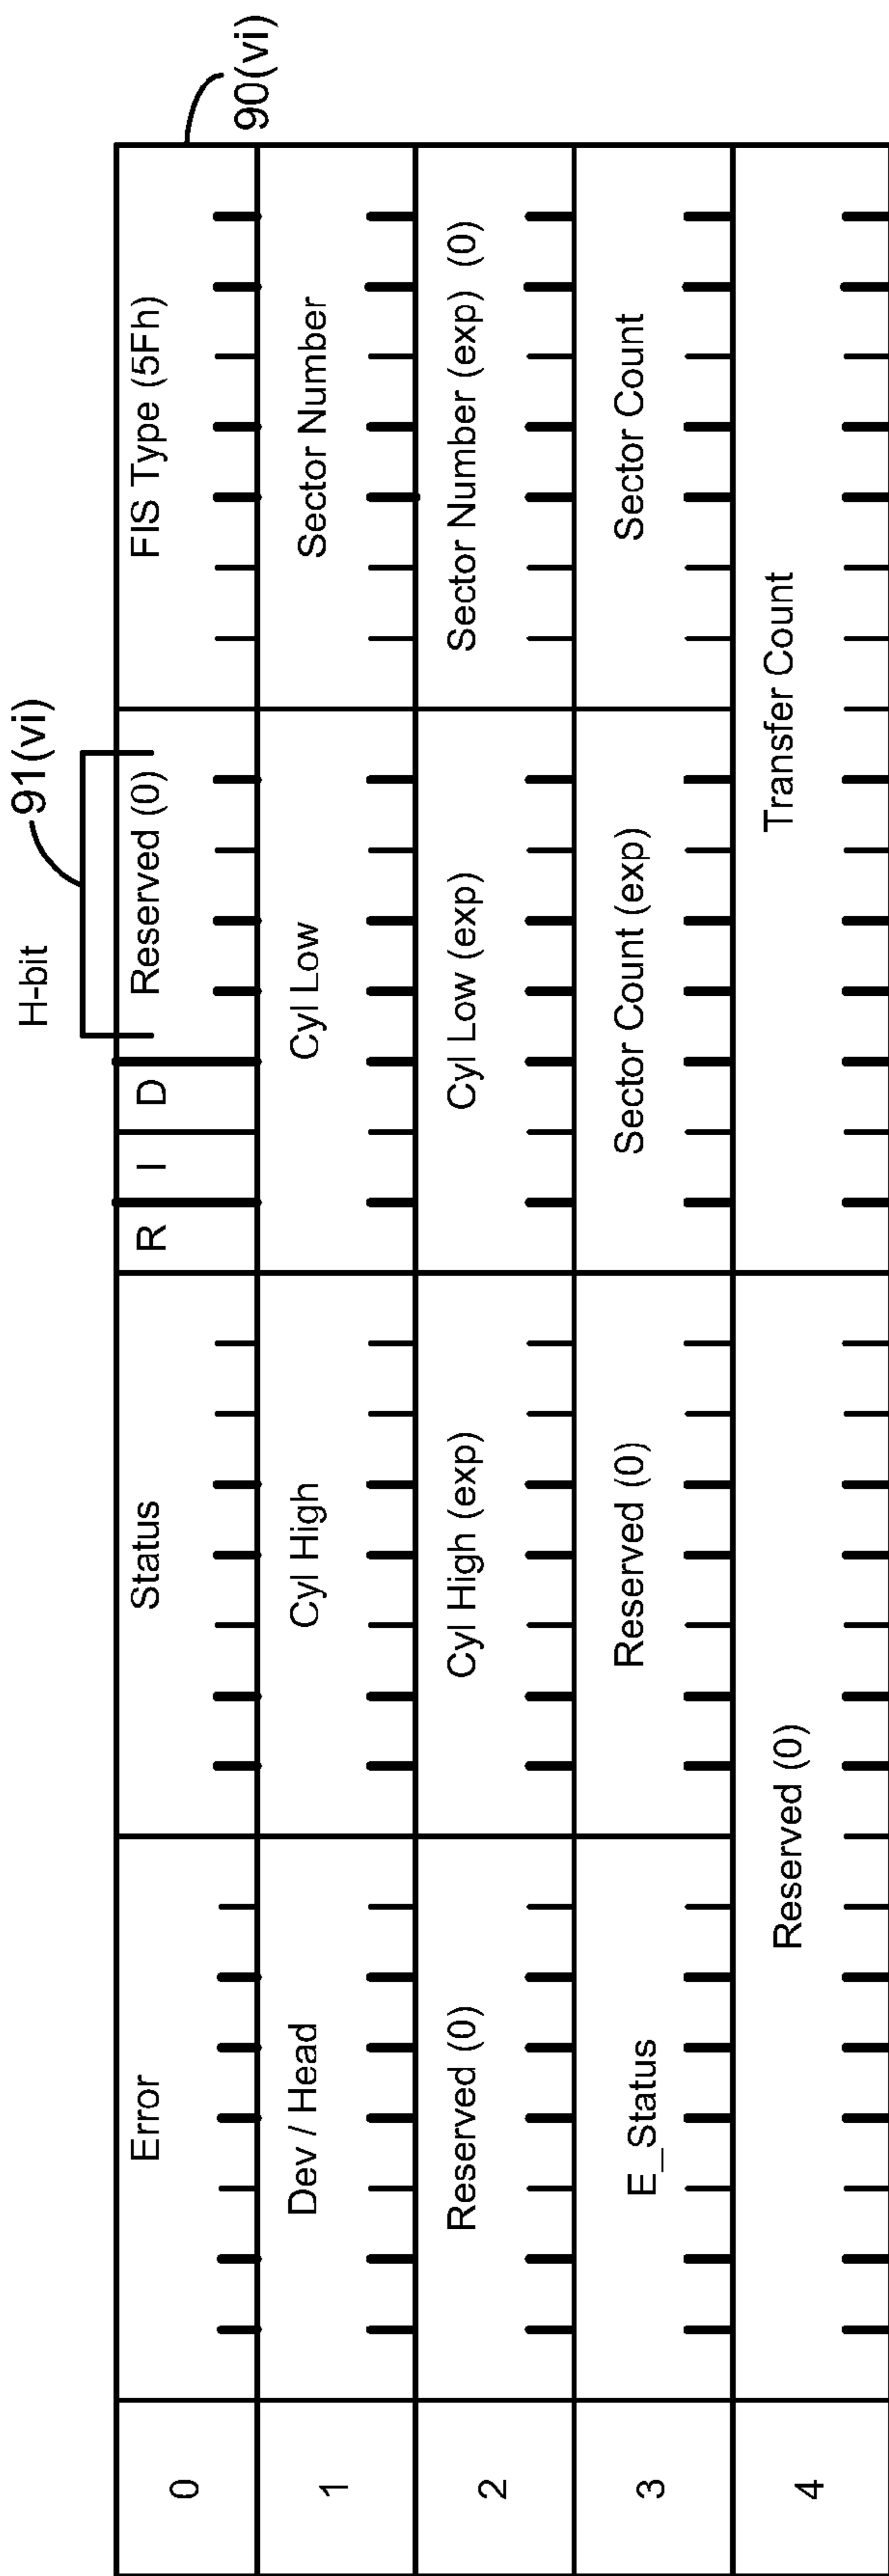 H-bit 91(vi)
90(vi)
0 Error Status R I D Reserved (0) FIS Type (5Fh)
1 Dev / Head Cyl High Cyl Low Sector Number
2 Reserved (0) Cyl High (exp) Cyl Low (exp) Sector Number (exp) (0)
3 E_Status Reserved (0) Sector Count (exp) Sector Count
4 Reserved (0) Transfer Count